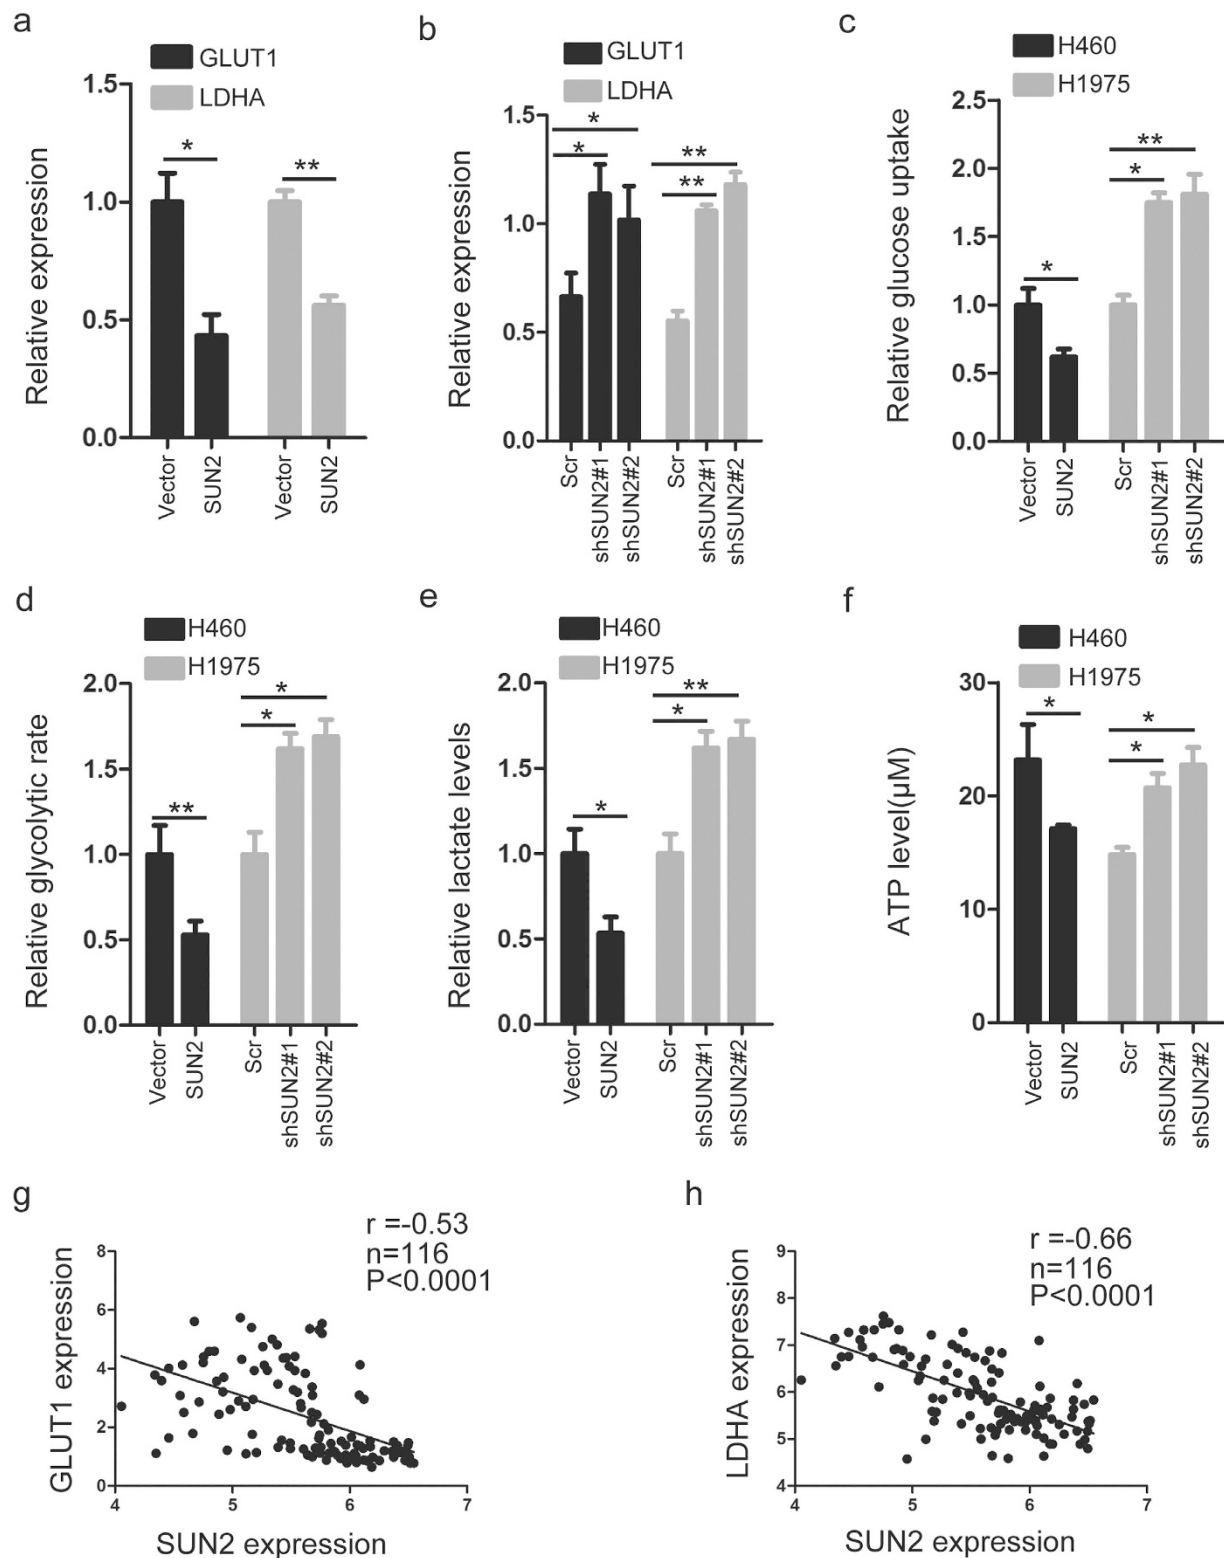 a
GLUT1
LDHA
Relative expression
1.5
1.0
0.5
0.0
*
**
Vector
SUN2
Vector
SUN2
b
GLUT1
LDHA
Relative expression
1.5
1.0
0.5
0.0
*
*
**
**
Scr
shSUN2#1
shSUN2#2
Scr
shSUN2#1
shSUN2#2
c
H460
H1975
Relative glucose uptake
2.5
2.0
1.5
1.0
0.5
0.0
*
**
*
Vector
SUN2
Scr
shSUN2#1
shSUN2#2
d
H460
H1975
Relative glycolytic rate
2.0
1.5
1.0
0.5
0.0
**
*
*
Vector
SUN2
Scr
shSUN2#1
shSUN2#2
e
H460
H1975
Relative lactate levels
2.0
1.5
1.0
0.5
0.0
*
**
*
Vector
SUN2
Scr
shSUN2#1
shSUN2#2
f
H460
H1975
ATP level(µM)
30
20
10
0
*
*
*
Vector
SUN2
Scr
shSUN2#1
shSUN2#2
g
r =-0.53
n=116
P<0.0001
GLUT1 expression
8
6
4
2
0
4 5 6 7
SUN2 expression
h
r =-0.66
n=116
P<0.0001
LDHA expression
9
8
7
6
5
4
4 5 6 7
SUN2 expression